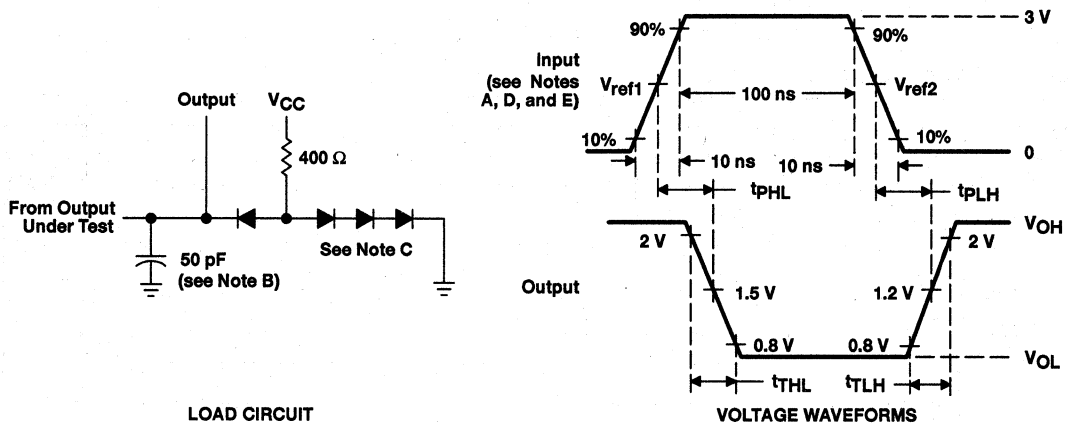 Output
VCC
400 Ω
From Output
Under Test
See Note C
50 pF
(see Note B)
LOAD CIRCUIT
3 V
90%
90%
Input
(see Notes
A, D, and E)
Vref1
100 ns
Vref2
10%
10%
0
10 ns
10 ns
tPHL
tPLH
VOH
2 V
2 V
Output
1.5 V
1.2 V
0.8 V
0.8 V
VOL
tTHL
tTLH
VOLTAGE WAVEFORMS